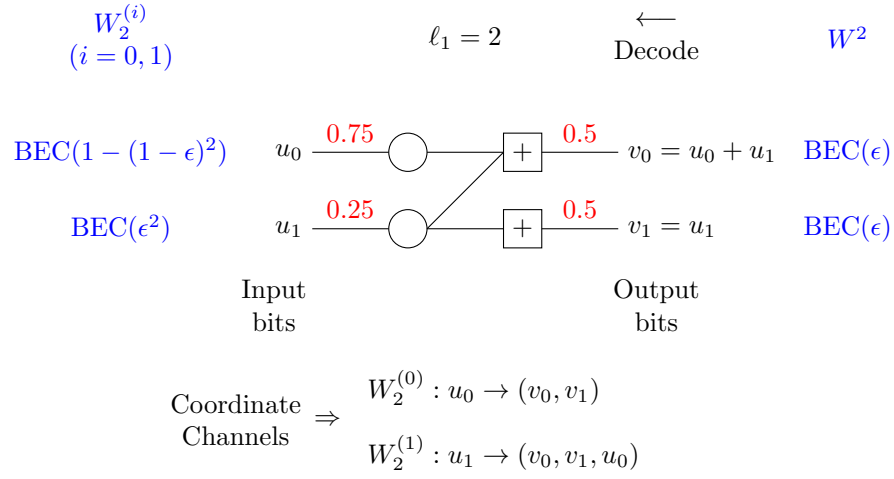 W_2^{(i)}
(i = 0, 1)
ℓ_1 = 2
⟵
Decode
W^2
BEC(1−(1−ϵ)^2) u_0 0.75 + 0.5 v_0 = u_0 + u_1 BEC(ϵ)
BEC(ϵ^2) u_1 0.25 + 0.5 v_1 = u_1 BEC(ϵ)
Input
bits
Output
bits
Coordinate
Channels ⇒
W_2^{(0)} : u_0 → (v_0, v_1)
W_2^{(1)} : u_1 → (v_0, v_1, u_0)